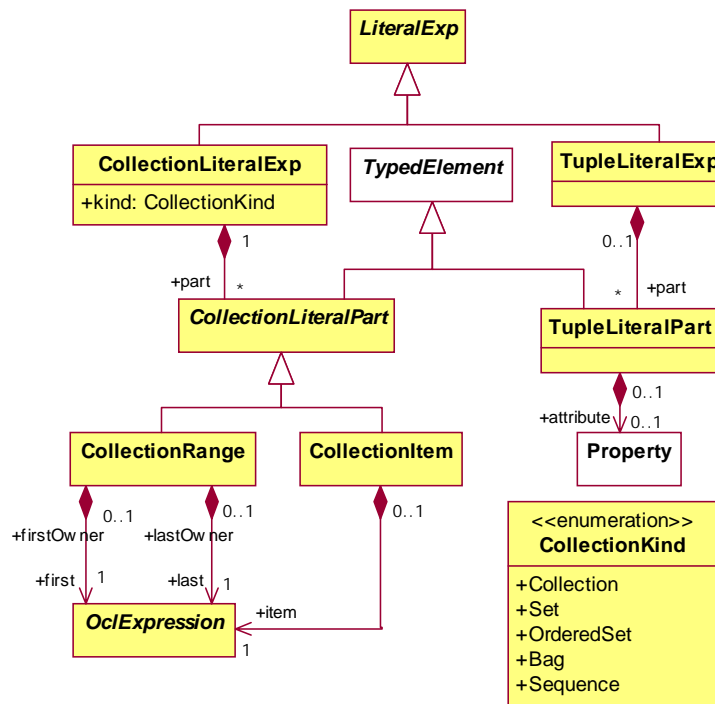 LiteralExp
CollectionLiteralExp
+kind: CollectionKind
TypedElement
TupleLiteralExp
1
0..1
+part
*
*
+part
CollectionLiteralPart
TupleLiteralPart
0..1
+attribute
0..1
CollectionRange
CollectionItem
Property
0..1
0..1
0..1
+firstOwner
+lastOwner
+first
1
+last
1
OclExpression
+item
1
<<enumeration>>
CollectionKind
+Collection
+Set
+OrderedSet
+Bag
+Sequence